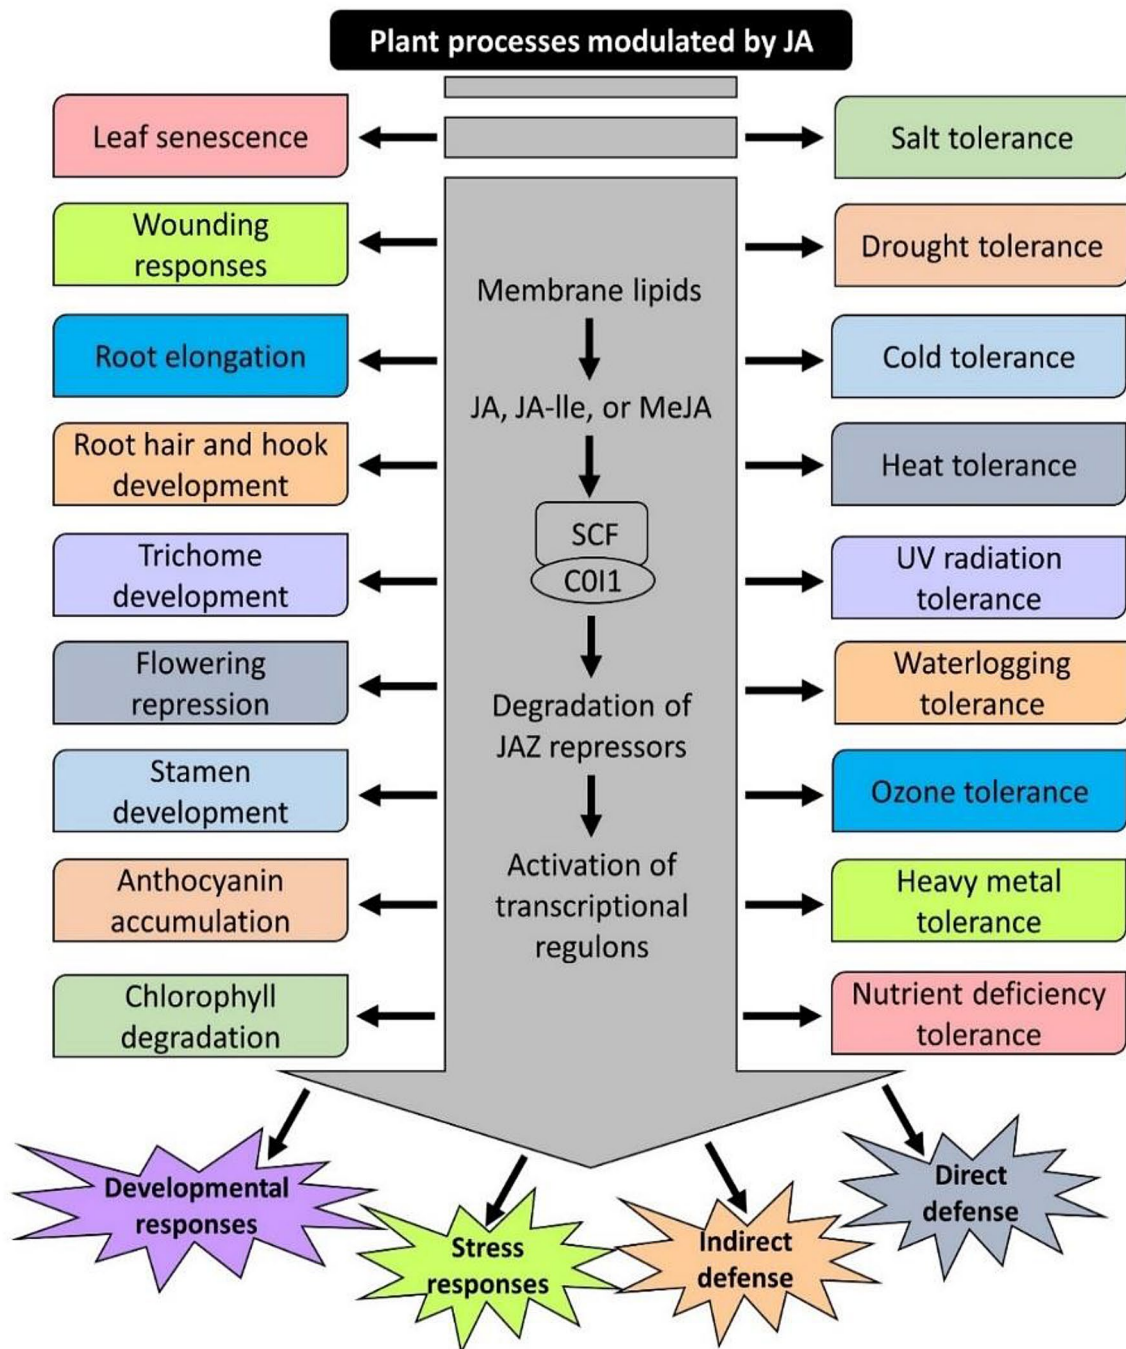 Plant processes modulated by JA
Leaf senescence
Wounding
responses
Root elongation
Root hair and hook
development
Trichome
development
Flowering
repression
Stamen
development
Anthocyanin
accumulation
Chlorophyll
degradation
Membrane lipids
JA, JA-lle, or MeJA
SCF
C0I1
Degradation of
JAZ repressors
Activation of
transcriptional
regulons
Salt tolerance
Drought tolerance
Cold tolerance
Heat tolerance
UV radiation
tolerance
Waterlogging
tolerance
Ozone tolerance
Heavy metal
tolerance
Nutrient deficiency
tolerance
Developmental
responses
Stress
responses
Indirect
defense
Direct
defense